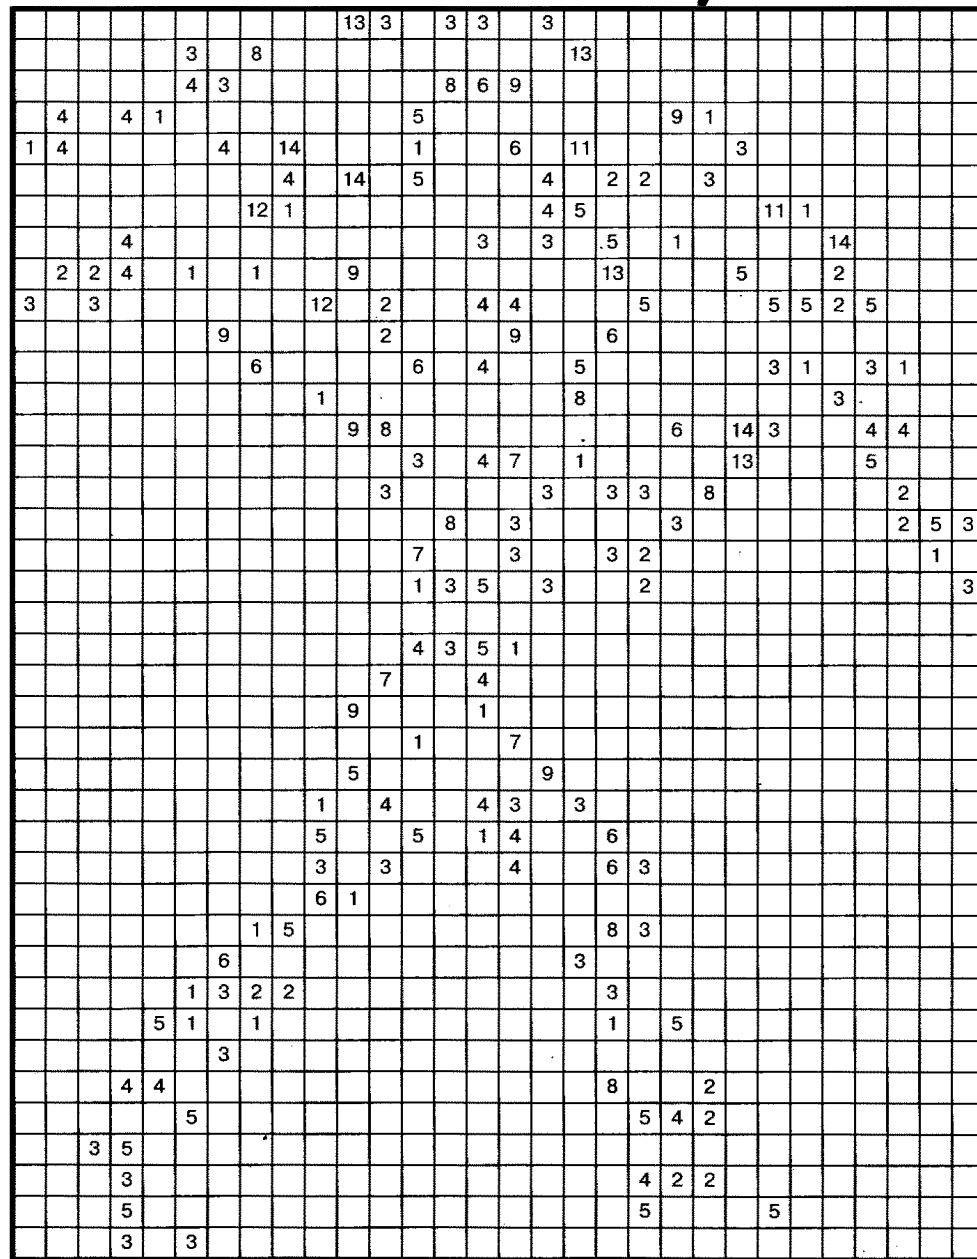 13 3 3 3 3
3 8 13
4 3 8 6 9
4 4 1 5 9 1
1 4 4 14 1 6 11 3
4 14 5 4 2 2 3
12 1 4 5 11 1
4 3 3 5 1 14
2 2 4 1 1 9 13 5 2
3 3 12 2 4 4 5 5 5 2 5
9 2 9 6
6 6 4 5 3 1 3 1
1 8 3
9 8 6 14 3 4 4
3 4 7 1 13 5
3 3 3 3 8 2
8 3 3 2 5 3
7 3 3 2 1
1 3 5 3 2 3
4 3 5 1
7 4
9 1
1 7
5 9
1 4 4 3 3
5 5 1 4 6
3 3 4 6 3
6 1
1 5 8 3
6 3
1 3 2 2 3
5 1 1 1 5
3
4 4 8 2
5 5 4 2
3 5
3 4 2 2
5 5 5
3 3